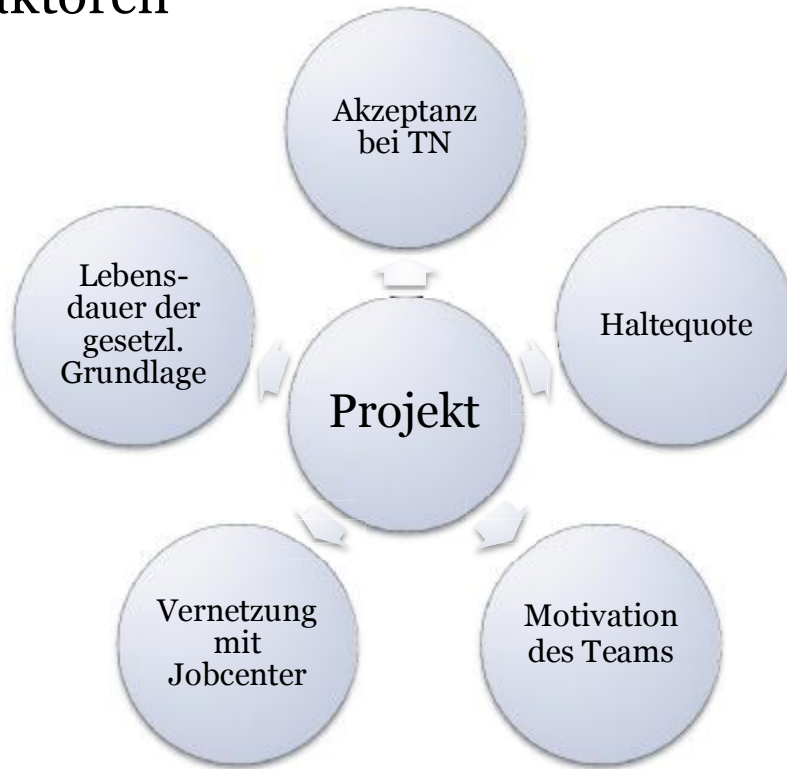 Akzeptanz
bei TN
Lebens-
dauer der
gesetzl.
Grundlage
Haltequote
Projekt
Vernetzung
mit
Jobcenter
Motivation
des Teams